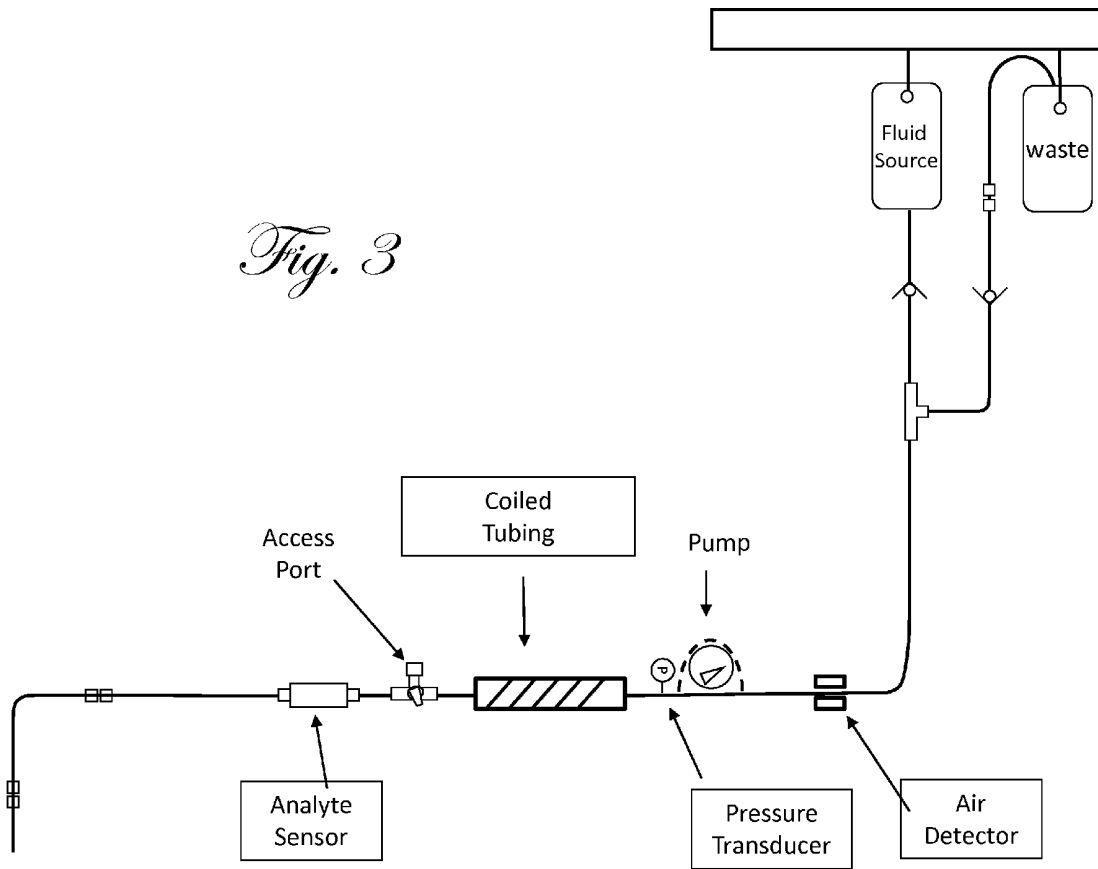 Fluid
Source
waste
Fig. 3
Coiled
Tubing
Access
Port
Pump
P
Analyte
Sensor
Pressure
Transducer
Air
Detector